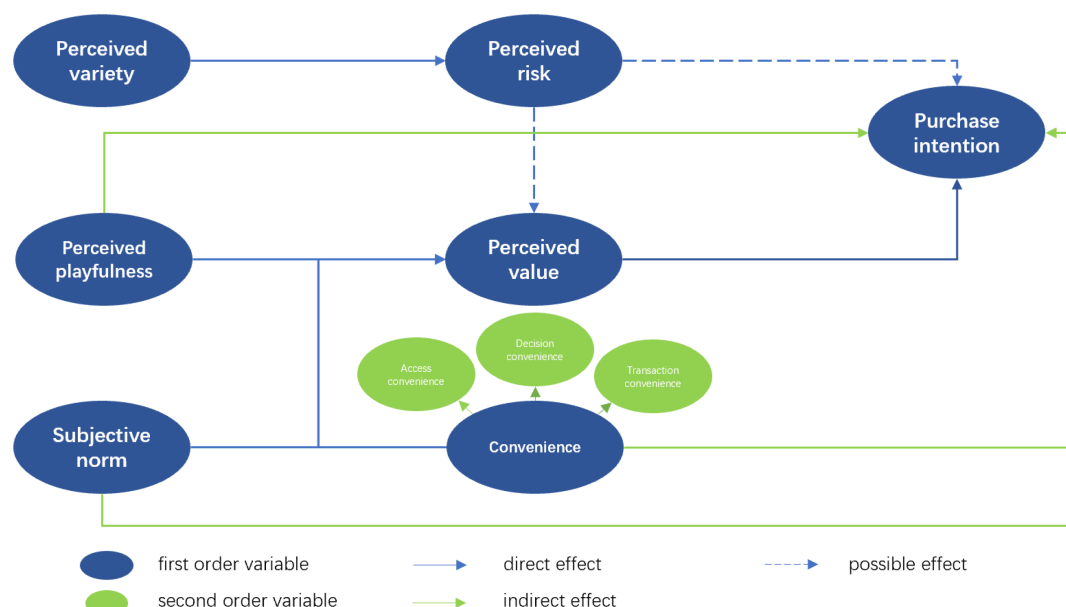 Perceived
variety
Perceived
risk
Purchase
intention
Perceived
playfulness
Perceived
value
Access
convenience
Decision
convenience
Transaction
convenience
Subjective
norm
Convenience
first order variable
direct effect
possible effect
second order variable
indirect effect